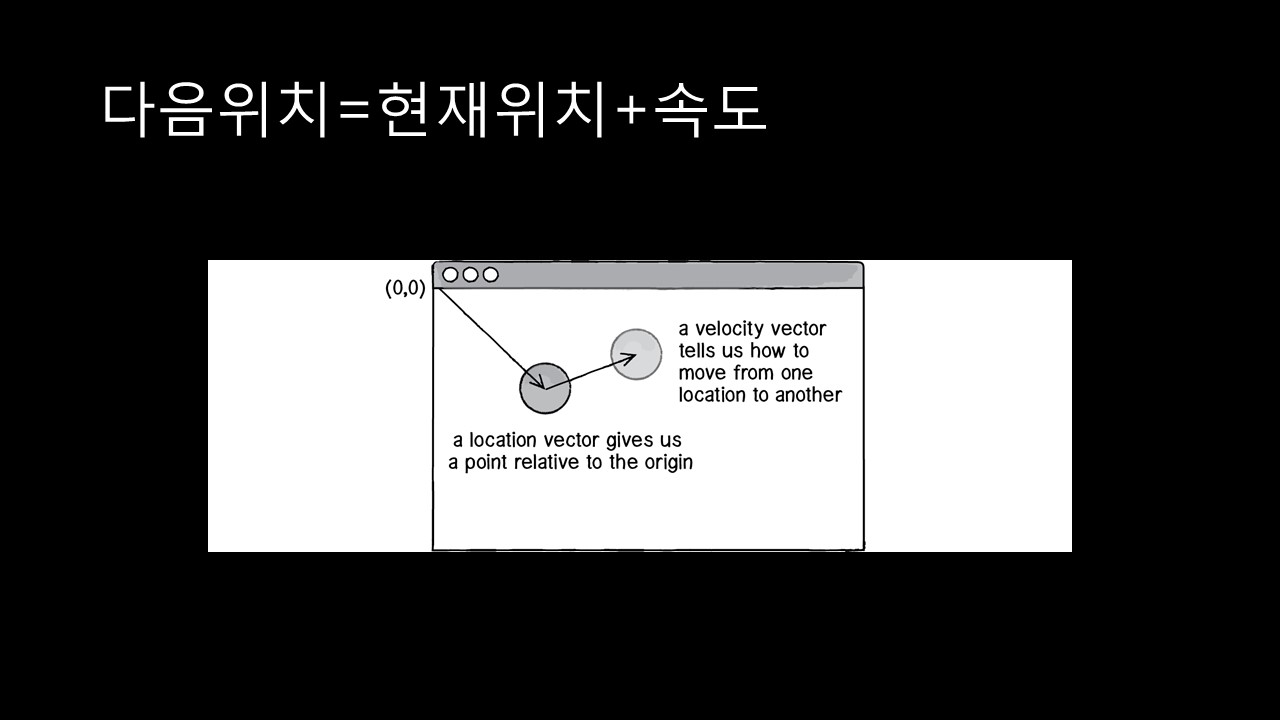 다음위치=현재위치+속도
(0,0)
a velocity vector
tells us how to
move from one
location to another
a location vector gives us
a point relative to the origin